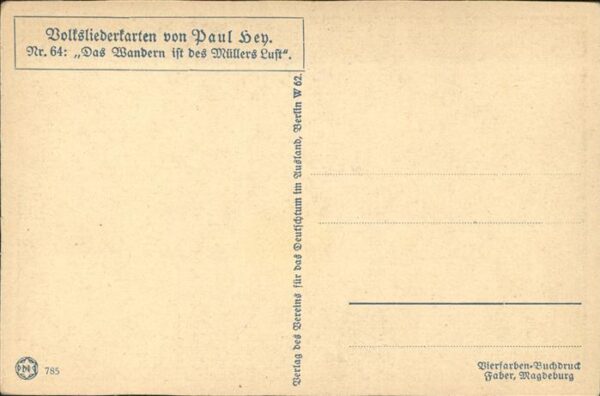 Volksliederkarten von Paul Hey.
Nr. 64: „Das Wandern ist des Müllers Lust“.
Verlag des Vereins für das Deutschtum im Ausland, Berlin W 62.
785
Vierfarben-Buchdruck
Faber, Magdeburg